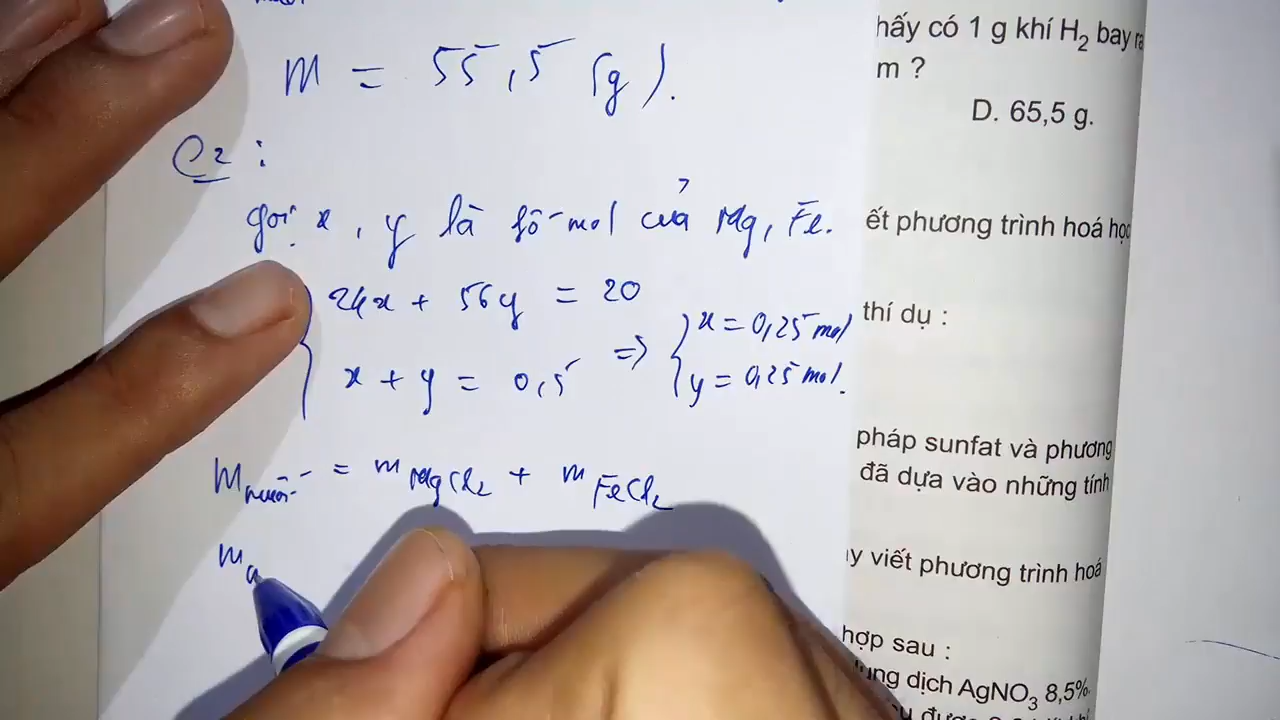 m = 55,5 (g).
C2 :
gọi x, y là số mol của Mg, Fe.
24x + 56y = 20
x + y = 0,5
=> x = 0,25 mol
y = 0,25 mol.
m muối = m MgCl2 + m FeCl2
m
hấy có 1 g khí H2 bay ra
m ?
D. 65,5 g.
ết phương trình hoá học
thí dụ :
pháp sunfat và phương
đã dựa vào những tính
y viết phương trình hoá
hợp sau :
ung dịch AgNO3 8,5%